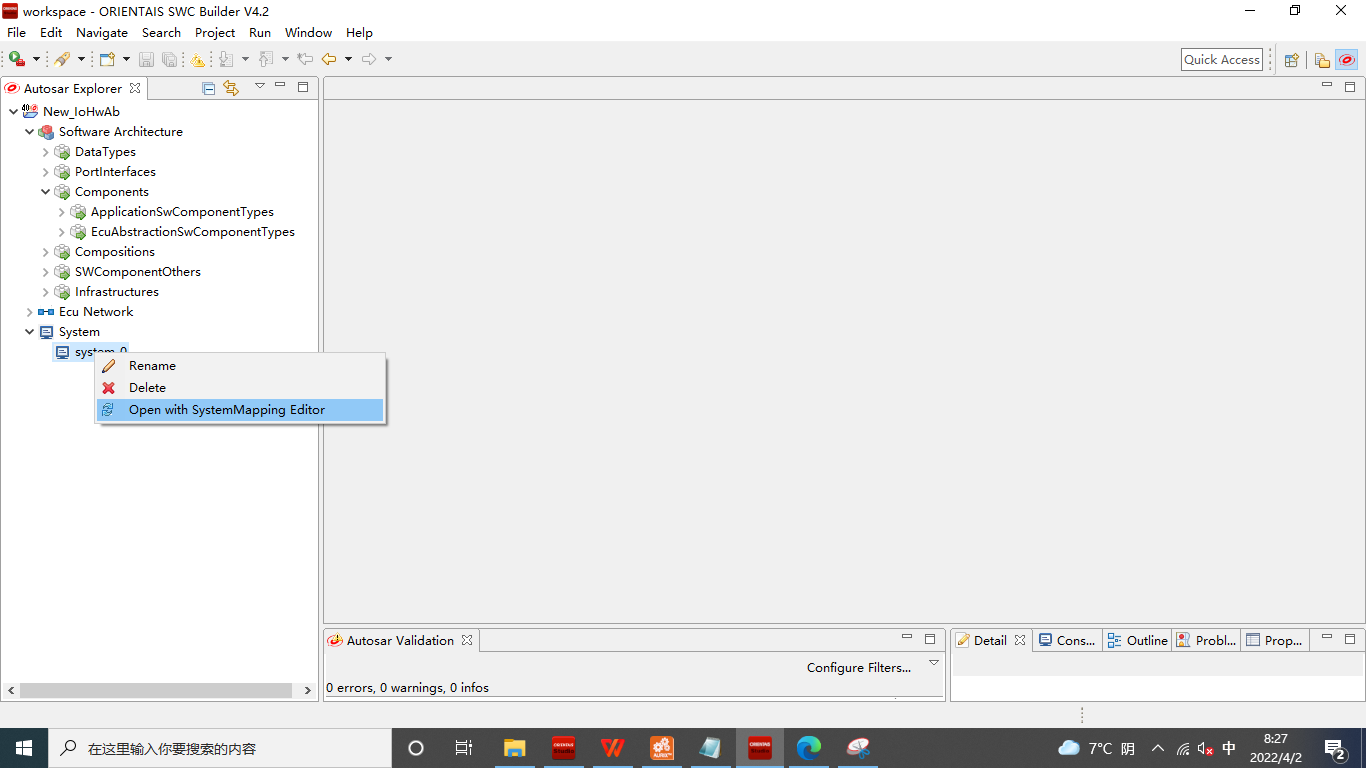 workspace - ORIENTAIS SWC Builder V4.2
File Edit Navigate Search Project Run Window Help
Quick Access
Autosar Explorer
New_IoHwAb
Software Architecture
DataTypes
PortInterfaces
Components
ApplicationSwComponentTypes
EcuAbstractionSwComponentTypes
Compositions
SWComponentOthers
Infrastructures
Ecu Network
System
system_0
Rename
Delete
Open with SystemMapping Editor
Autosar Validation
Configure Filters...
0 errors, 0 warnings, 0 infos
Detail Cons... Outline Probl... Prop...
在这里输入你要搜索的内容
7°C 阴
中
8:27
2022/4/2
2